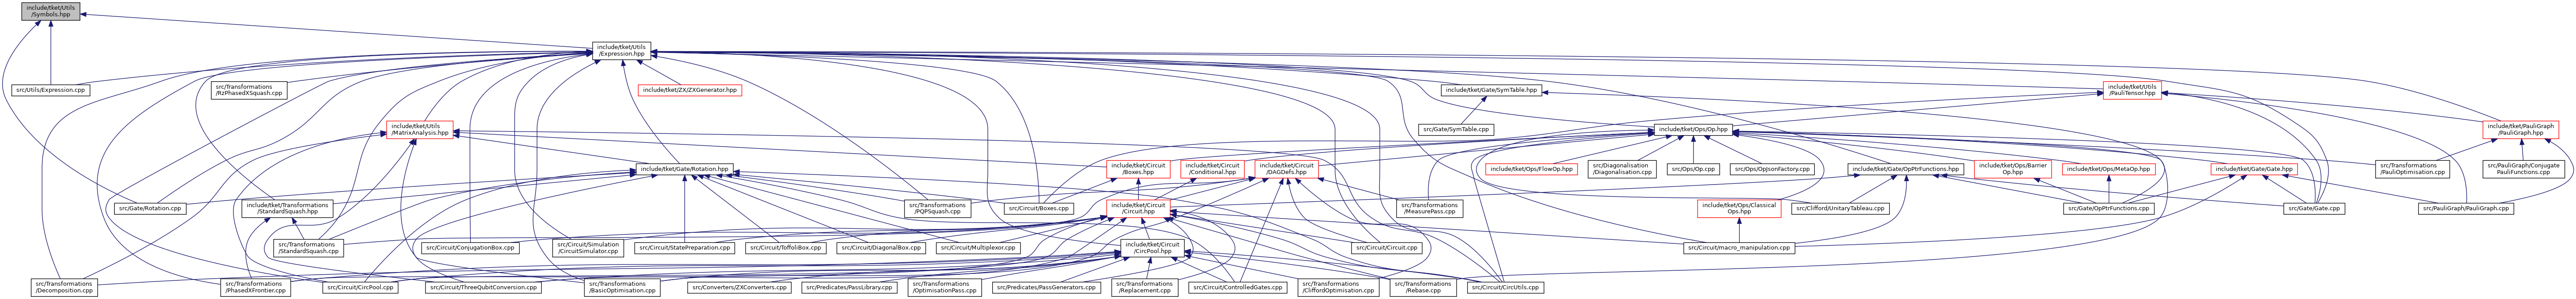 include/tket/Utils
/Symbols.hpp
include/tket/Utils
/Expression.hpp
src/Utils/Expression.cpp
src/Transformations
/RzPhasedXSquash.cpp
include/tket/ZX/ZXGenerator.hpp
include/tket/Gate/SymTable.hpp
include/tket/Utils
/PauliTensor.hpp
include/tket/Utils
/MatrixAnalysis.hpp
src/Gate/SymTable.cpp
include/tket/Ops/Op.hpp
include/tket/PauliGraph
/PauliGraph.hpp
include/tket/Gate/Rotation.hpp
include/tket/Circuit
/Boxes.hpp
include/tket/Circuit
/Conditional.hpp
include/tket/Circuit
/DAGDefs.hpp
include/tket/Ops/FlowOp.hpp
src/Diagonalisation
/Diagonalisation.cpp
src/Ops/Op.cpp
src/Ops/OpJsonFactory.cpp
include/tket/Gate/OpPtrFunctions.hpp
include/tket/Ops/Barrier
Op.hpp
include/tket/Ops/MetaOp.hpp
include/tket/Gate/Gate.hpp
src/Transformations
/PauliOptimisation.cpp
src/PauliGraph/Conjugate
PauliFunctions.cpp
src/Gate/Rotation.cpp
include/tket/Transformations
/StandardSquash.hpp
src/Transformations
/PQPSquash.cpp
src/Circuit/Boxes.cpp
include/tket/Circuit
/Circuit.hpp
src/Transformations
/MeasurePass.cpp
include/tket/Ops/Classical
Ops.hpp
src/Clifford/UnitaryTableau.cpp
src/Gate/OpPtrFunctions.cpp
src/Gate/Gate.cpp
src/PauliGraph/PauliGraph.cpp
src/Transformations
/StandardSquash.cpp
src/Circuit/ConjugationBox.cpp
src/Circuit/Simulation
/CircuitSimulator.cpp
src/Circuit/StatePreparation.cpp
src/Circuit/ToffoliBox.cpp
src/Circuit/DiagonalBox.cpp
src/Circuit/Multiplexor.cpp
include/tket/Circuit
/CircPool.hpp
src/Circuit/Circuit.cpp
src/Circuit/macro_manipulation.cpp
src/Transformations
/Decomposition.cpp
src/Transformations
/PhasedXFrontier.cpp
src/Circuit/CircPool.cpp
src/Circuit/ThreeQubitConversion.cpp
src/Transformations
/BasicOptimisation.cpp
src/Converters/ZXConverters.cpp
src/Predicates/PassLibrary.cpp
src/Transformations
/OptimisationPass.cpp
src/Predicates/PassGenerators.cpp
src/Transformations
/Replacement.cpp
src/Circuit/ControlledGates.cpp
src/Transformations
/CliffordOptimisation.cpp
src/Transformations
/Rebase.cpp
src/Circuit/CircUtils.cpp